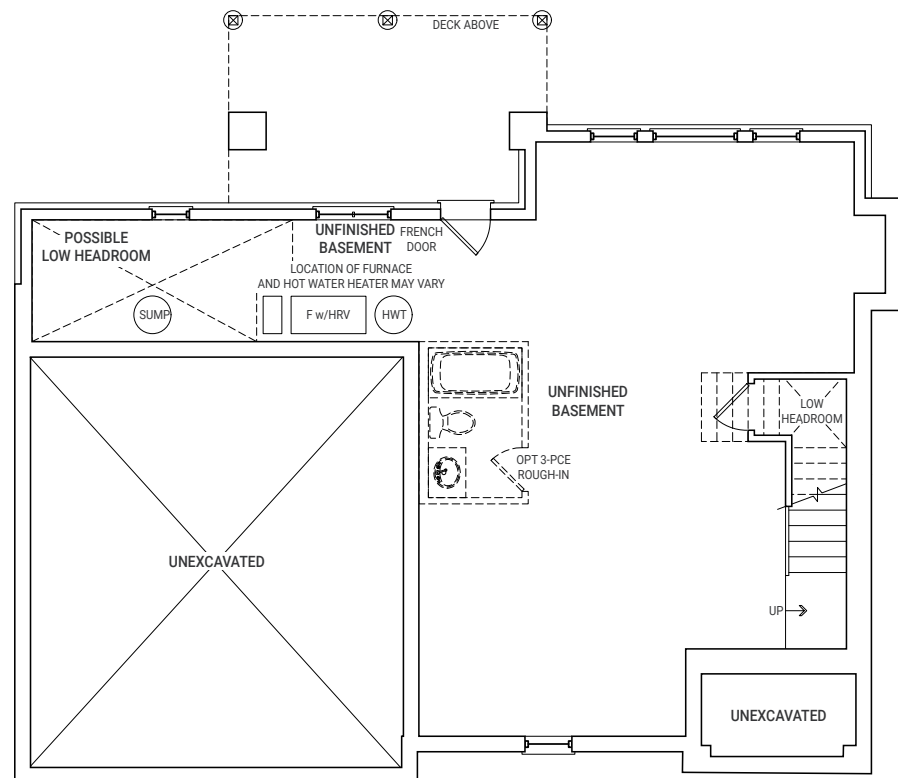 DECK ABOVE
POSSIBLE
LOW HEADROOM
UNFINISHED
BASEMENT
FRENCH
DOOR
LOCATION OF FURNACE
AND HOT WATER HEATER MAY VARY
SUMP
F w/HRV
HWT
UNFINISHED
BASEMENT
LOW
HEADROOM
OPT 3-PCE
ROUGH-IN
UNEXCAVATED
UP
UNEXCAVATED